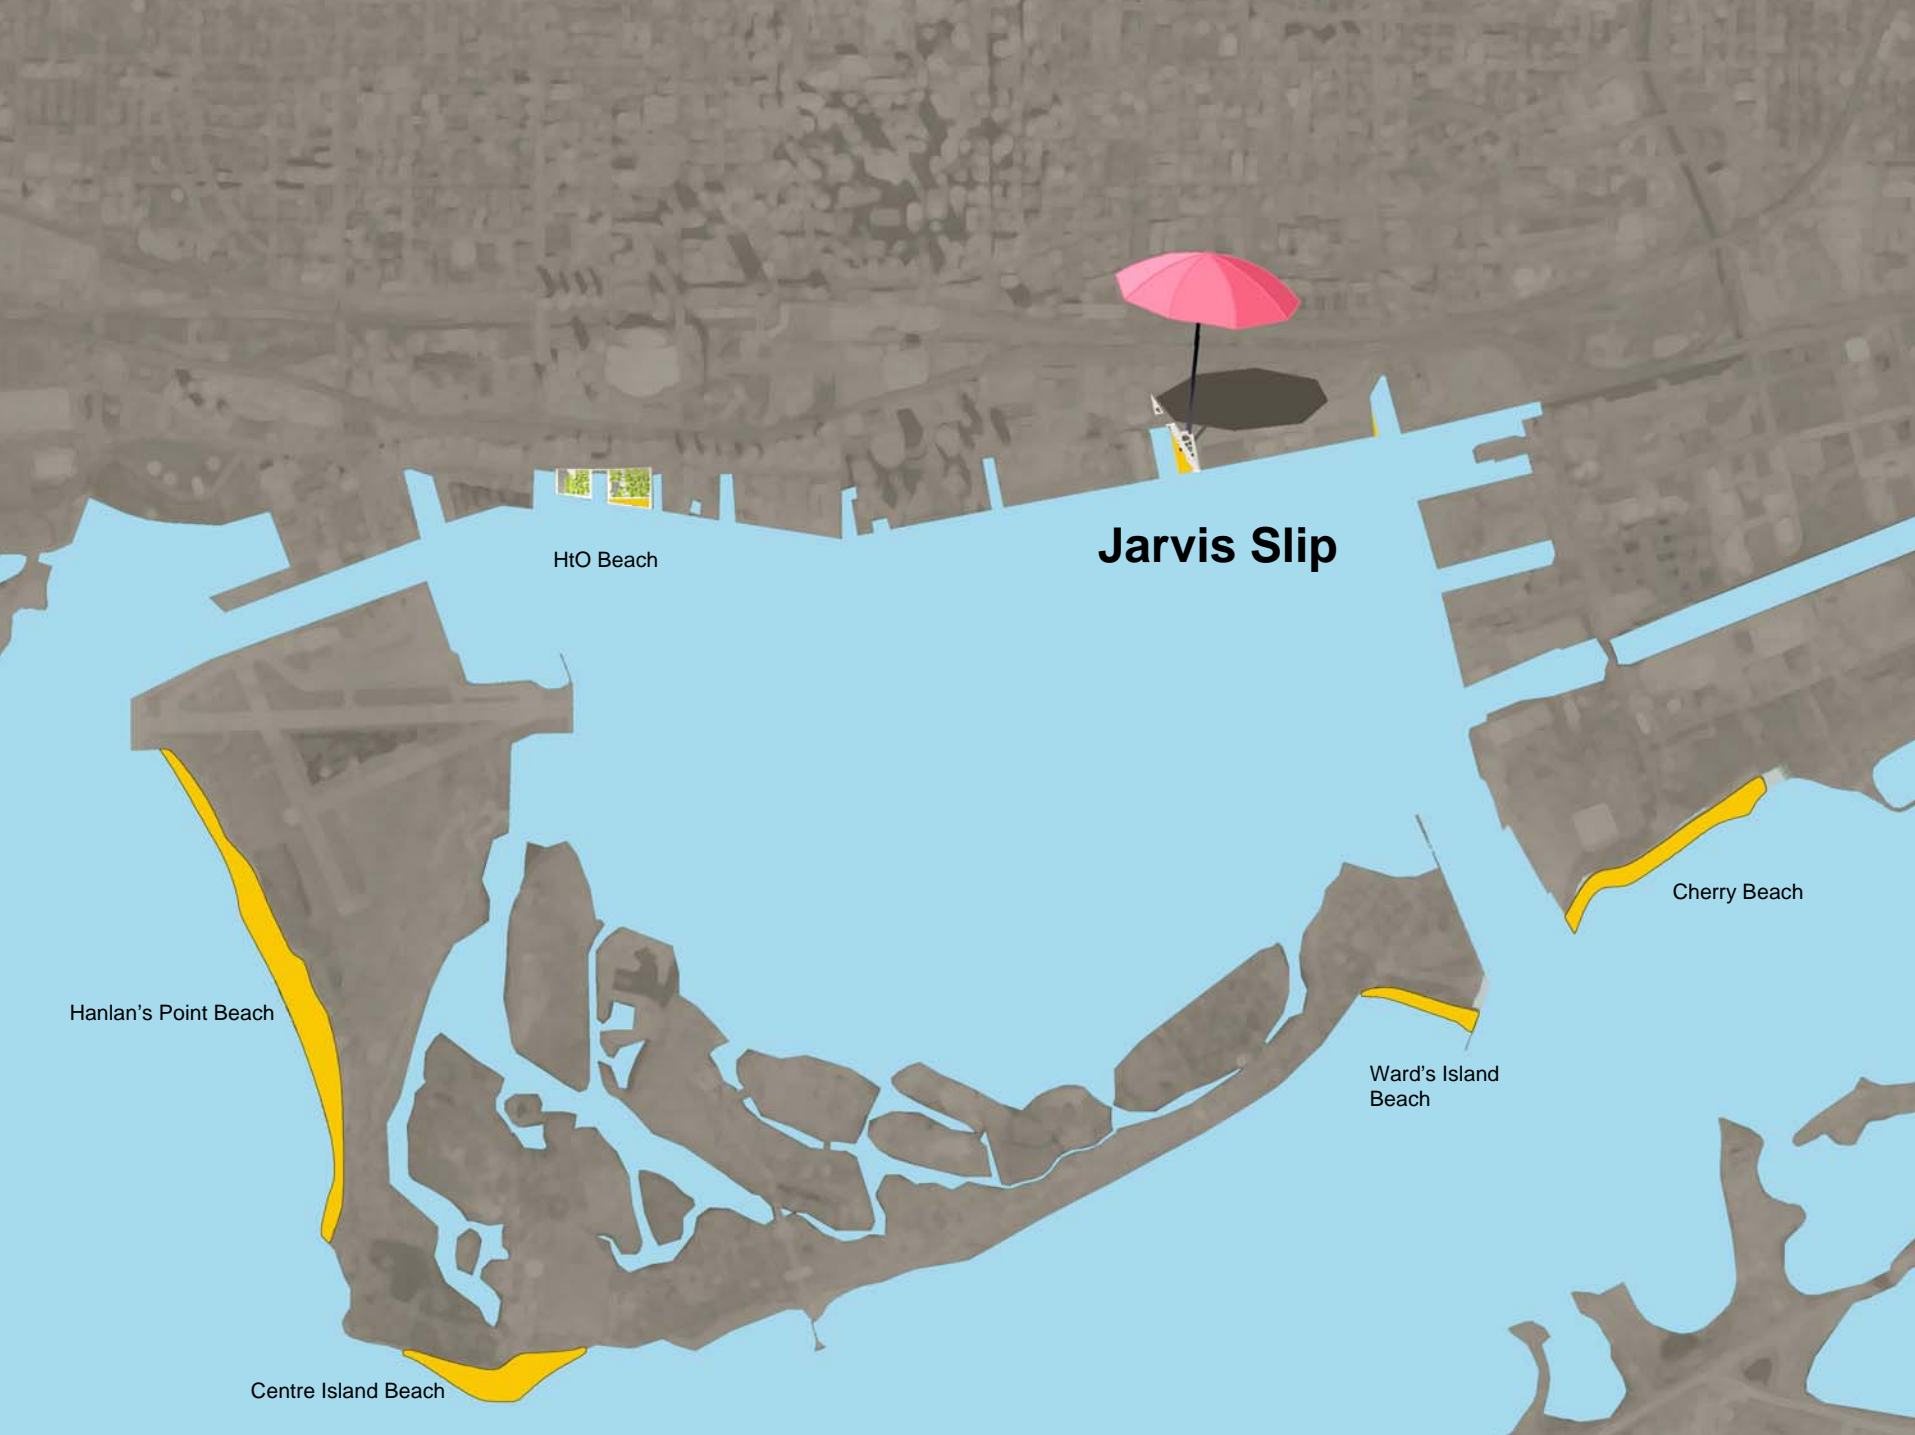 Jarvis Slip
HtO Beach
Cherry Beach
Hanlan's Point Beach
Ward's Island
Beach
Centre Island Beach